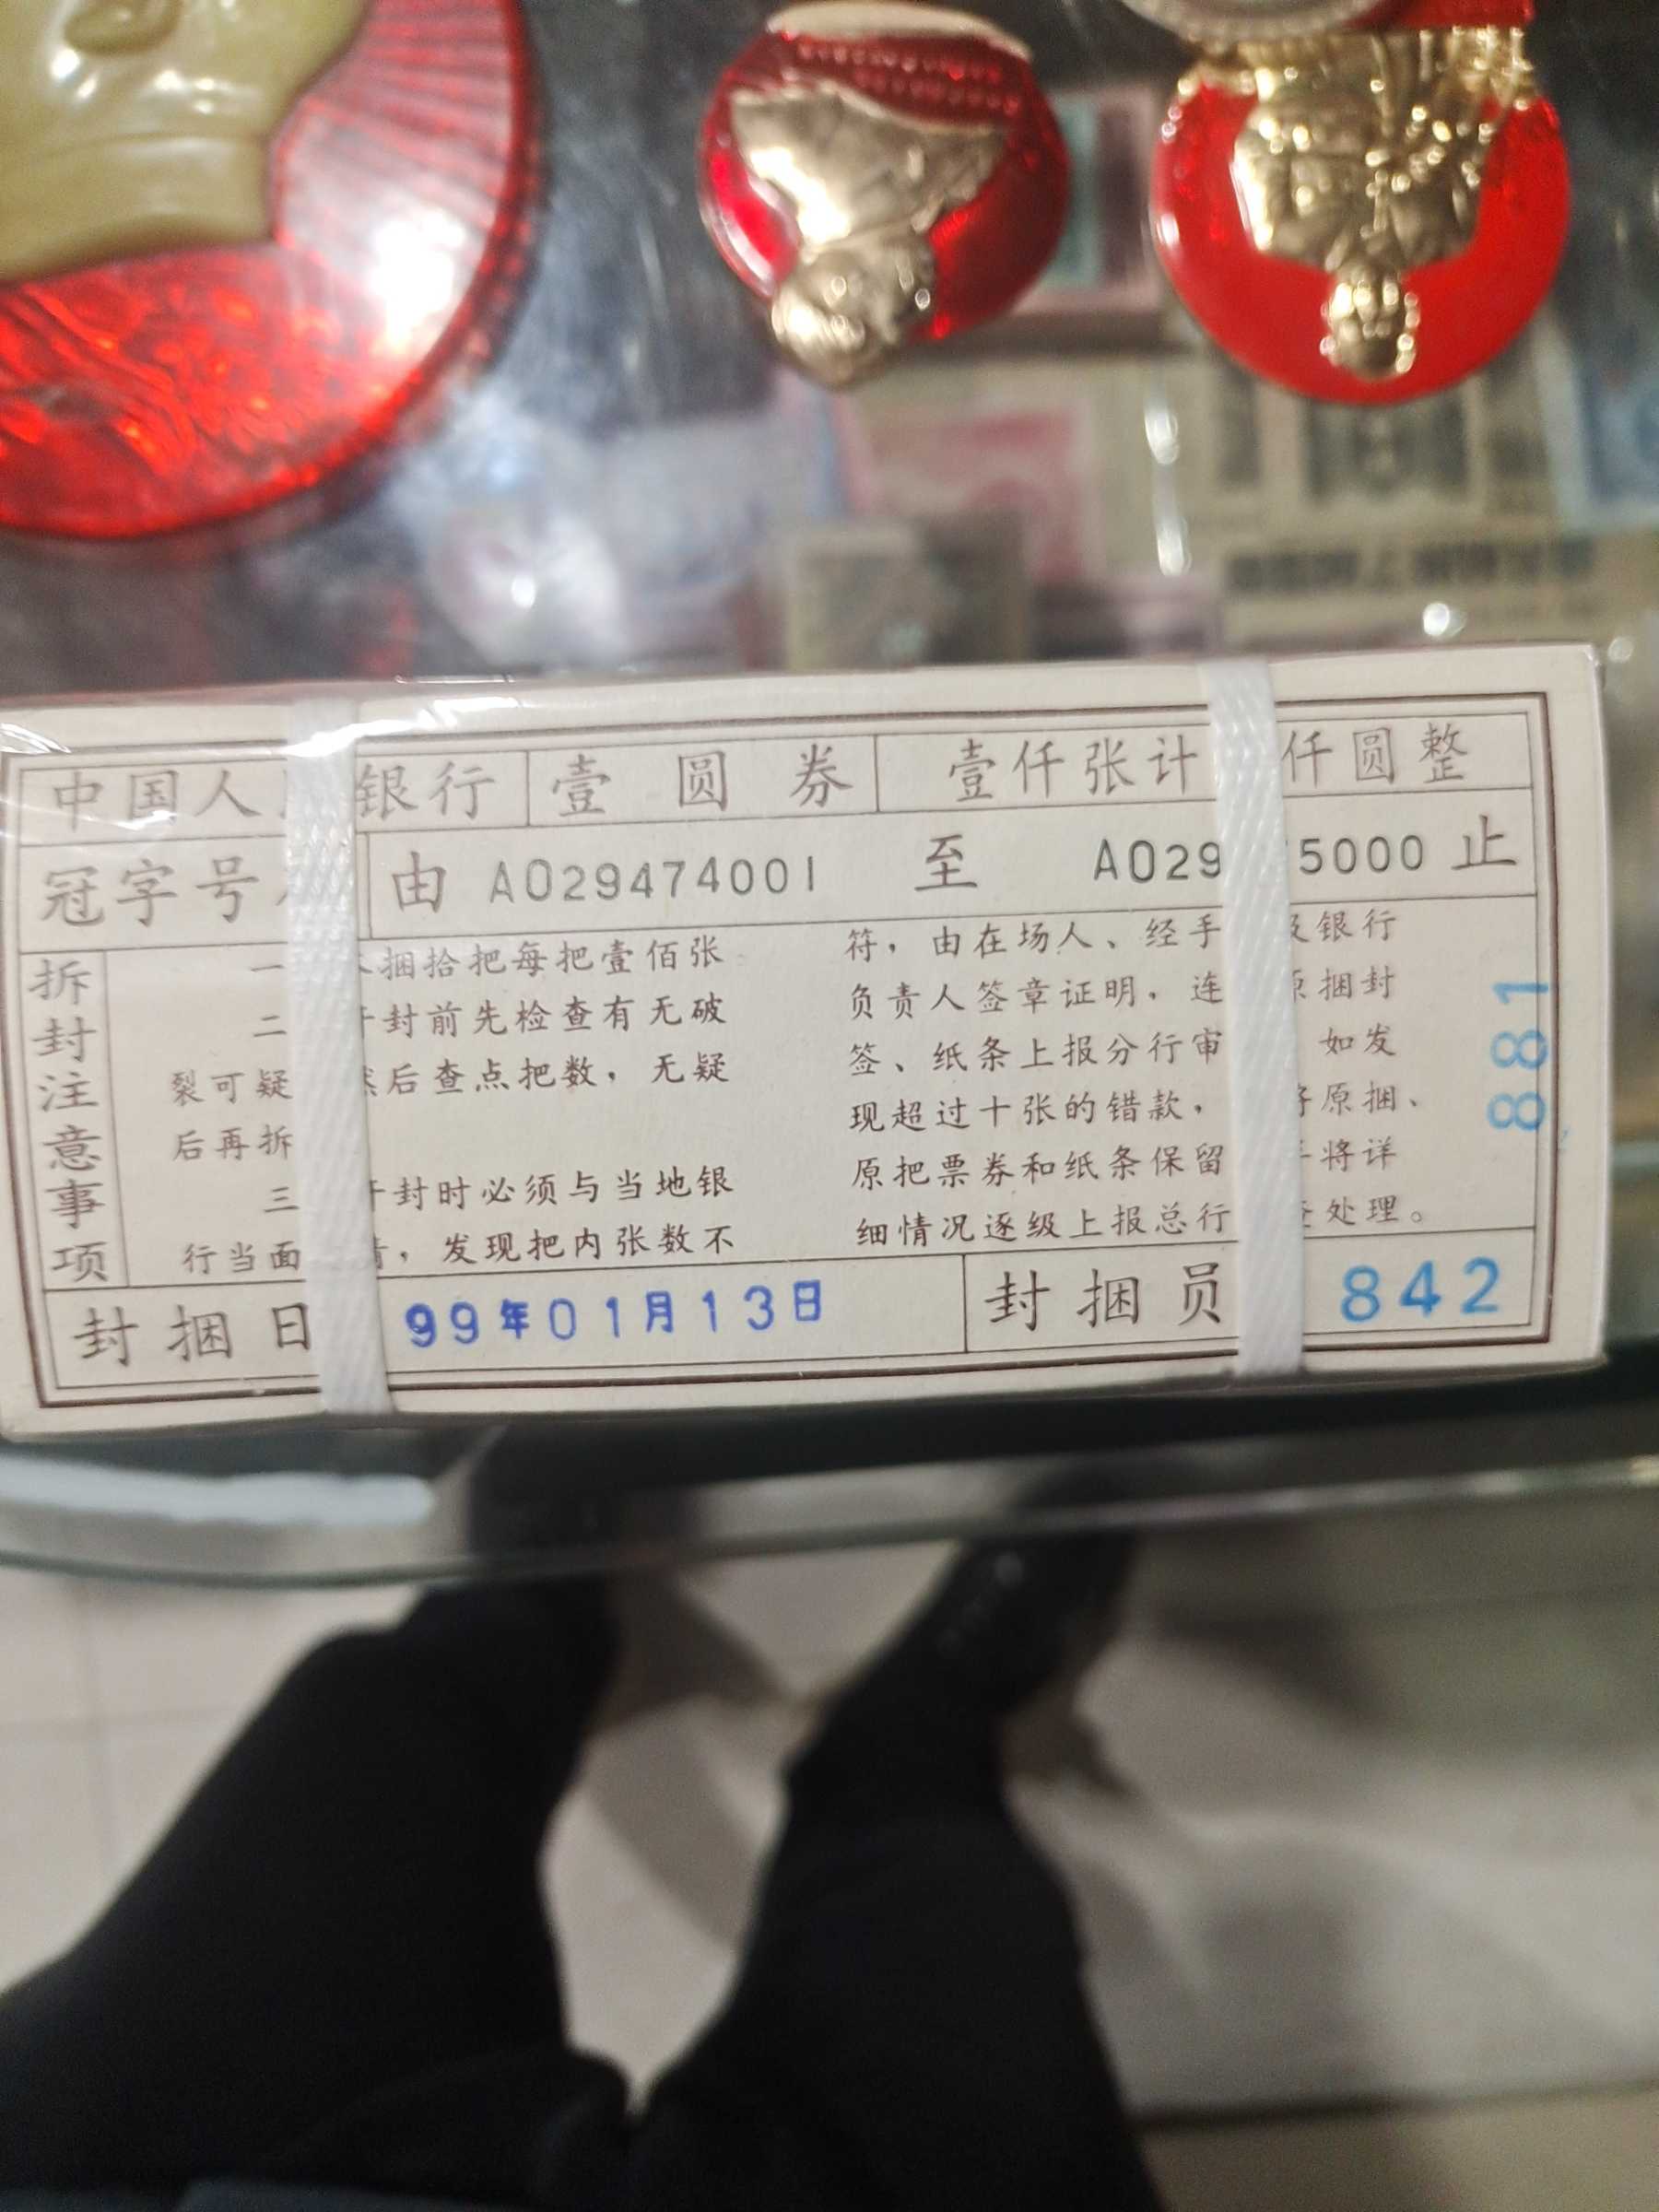 中国人 银行 壹圆券 壹仟张计 仟圆整
冠字号 由 A029474001 至 A029 5000 止
拆封注意事项
一 捆拾把每把壹佰张
二 封前先检查有无破
裂可疑 后查点把数，无疑
后再拆
三 封时必须与当地银
行当面 ，发现把内张数不
符，由在场人、经手 银行
负责人签章证明，连 捆封
签、纸条上报分行审 如发
现超过十张的错款， 原捆、
原把票券和纸条保留 将详
细情况逐级上报总行 处理。
881
封捆日 99年01月13日 封捆员 842